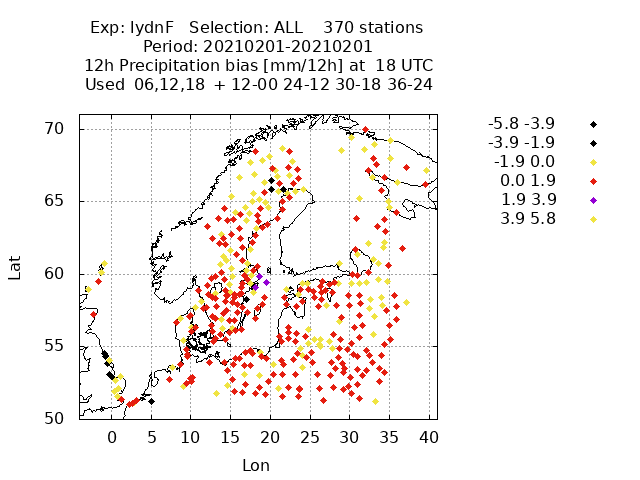 Exp: lydnF   Selection: ALL    370 stations
Period: 20210201-20210201
12h Precipitation bias [mm/12h] at  18 UTC
Used  06,12,18  + 12-00 24-12 30-18 36-24
-5.8 -3.9
-3.9 -1.9
-1.9 0.0
0.0 1.9
1.9 3.9
3.9 5.8
70
65
60
55
50
Lat
0 5 10 15 20 25 30 35 40
Lon